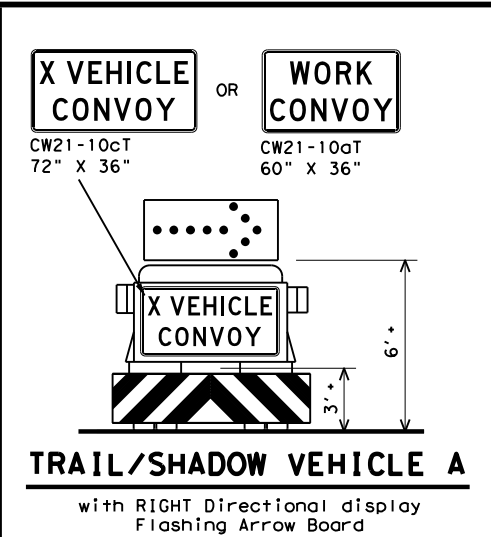 X VEHICLE
CONVOY
OR
WORK
CONVOY
CW21-10cT
72" X 36"
CW21-10aT
60" X 36"
X VEHICLE
CONVOY
6' +
3' +
TRAIL/SHADOW VEHICLE A
with RIGHT Directional display
Flashing Arrow Board